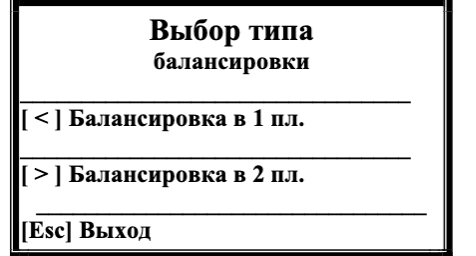 Выбор типа
балансировки
[ < ] Балансировка в 1 пл.
[ > ] Балансировка в 2 пл.
[Esc] Выход